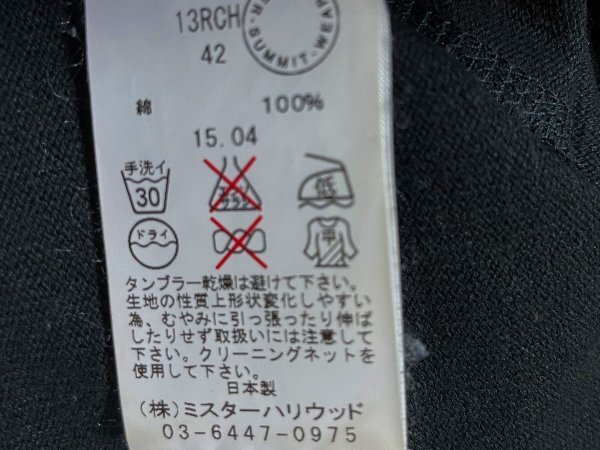 13RCH
42
ER.SUMMIT-WEAR
綿 100%
15.04
手洗イ
30
低
ドライ
平
タンブラー乾燥は避けて下さい。
生地の性質上形状変化しやすい
為、むやみに引っ張ったり伸ば
したりせず取扱いには注意して
下さい。クリーニングネットを
使用して下さい。
日本製
(株)ミスターハリウッド
03-6447-0975